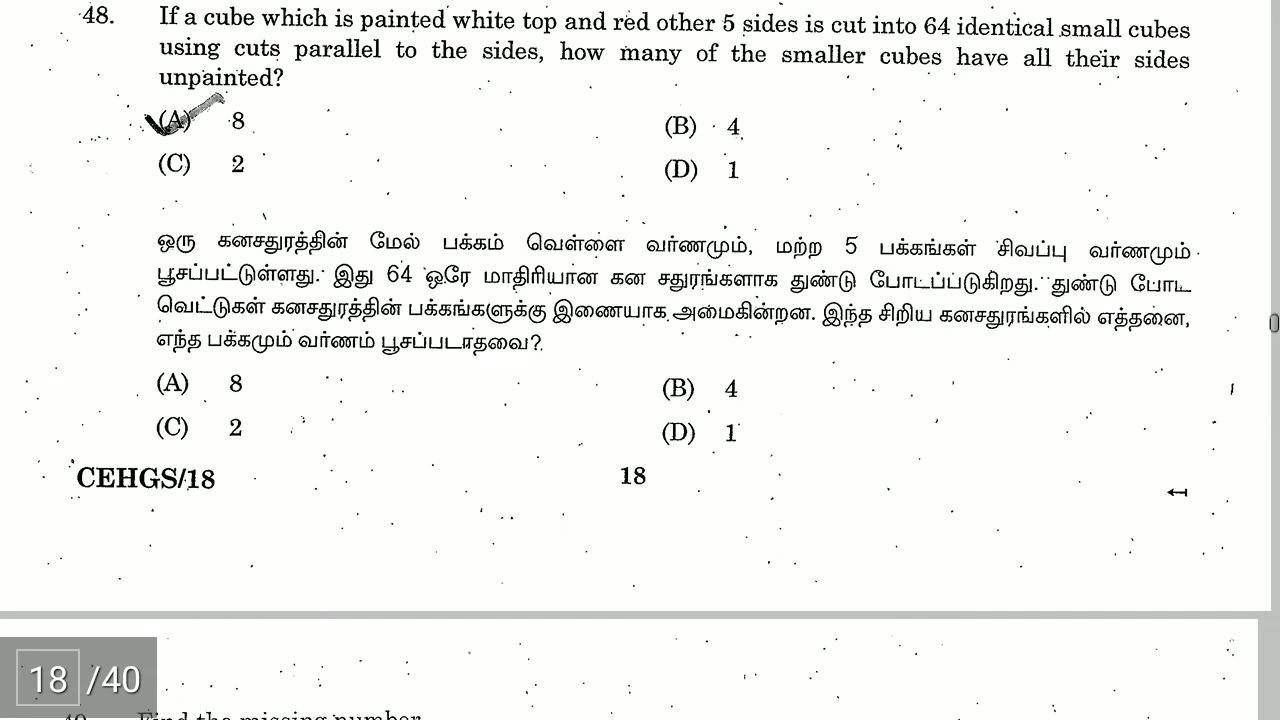 48. If a cube which is painted white top and red other 5 sides is cut into 64 identical small cubes
using cuts parallel to the sides, how many of the smaller cubes have all their sides
unpainted?
(A) 8 (B) 4
(C) 2 (D) 1
ஒரு கனசதுரத்தின் மேல் பக்கம் வெள்ளை வர்ணமும், மற்ற 5 பக்கங்கள் சிவப்பு வர்ணமும்
பூசப்பட்டுள்ளது. இது 64 ஒரே மாதிரியான கன சதுரங்களாக துண்டு போடப்படுகிறது. துண்டு போட
வெட்டுகள் கனசதுரத்தின் பக்கங்களுக்கு இணையாக அமைகின்றன. இந்த சிறிய கனசதுரங்களில் எத்தனை,
எந்த பக்கமும் வர்ணம் பூசப்படாதவை?
(A) 8 (B) 4
(C) 2 (D) 1
CEHGS/18 18
18 /40
Find the missing number